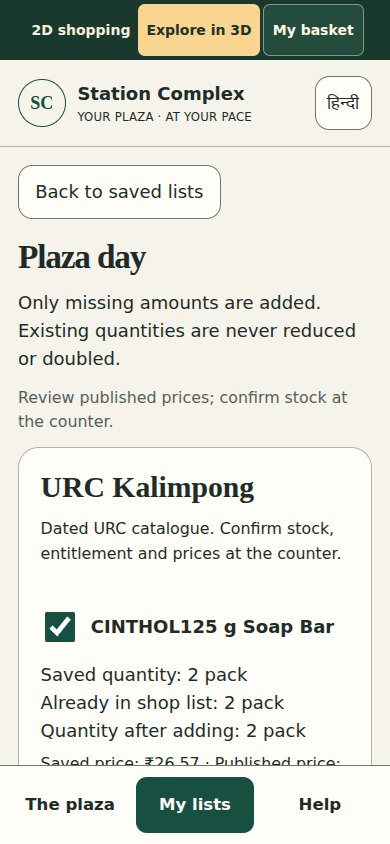 2D shopping
Explore in 3D
My basket
SC
Station Complex
YOUR PLAZA · AT YOUR PACE
हिन्दी
Back to saved lists
Plaza day
Only missing amounts are added.
Existing quantities are never reduced
or doubled.
Review published prices; confirm stock at
the counter.
URC Kalimpong
Dated URC catalogue. Confirm stock,
entitlement and prices at the counter.
CINTHOL125 g Soap Bar
Saved quantity: 2 pack
Already in shop list: 2 pack
Quantity after adding: 2 pack
Saved price: ₹26.57 · Published price:
The plaza
My lists
Help